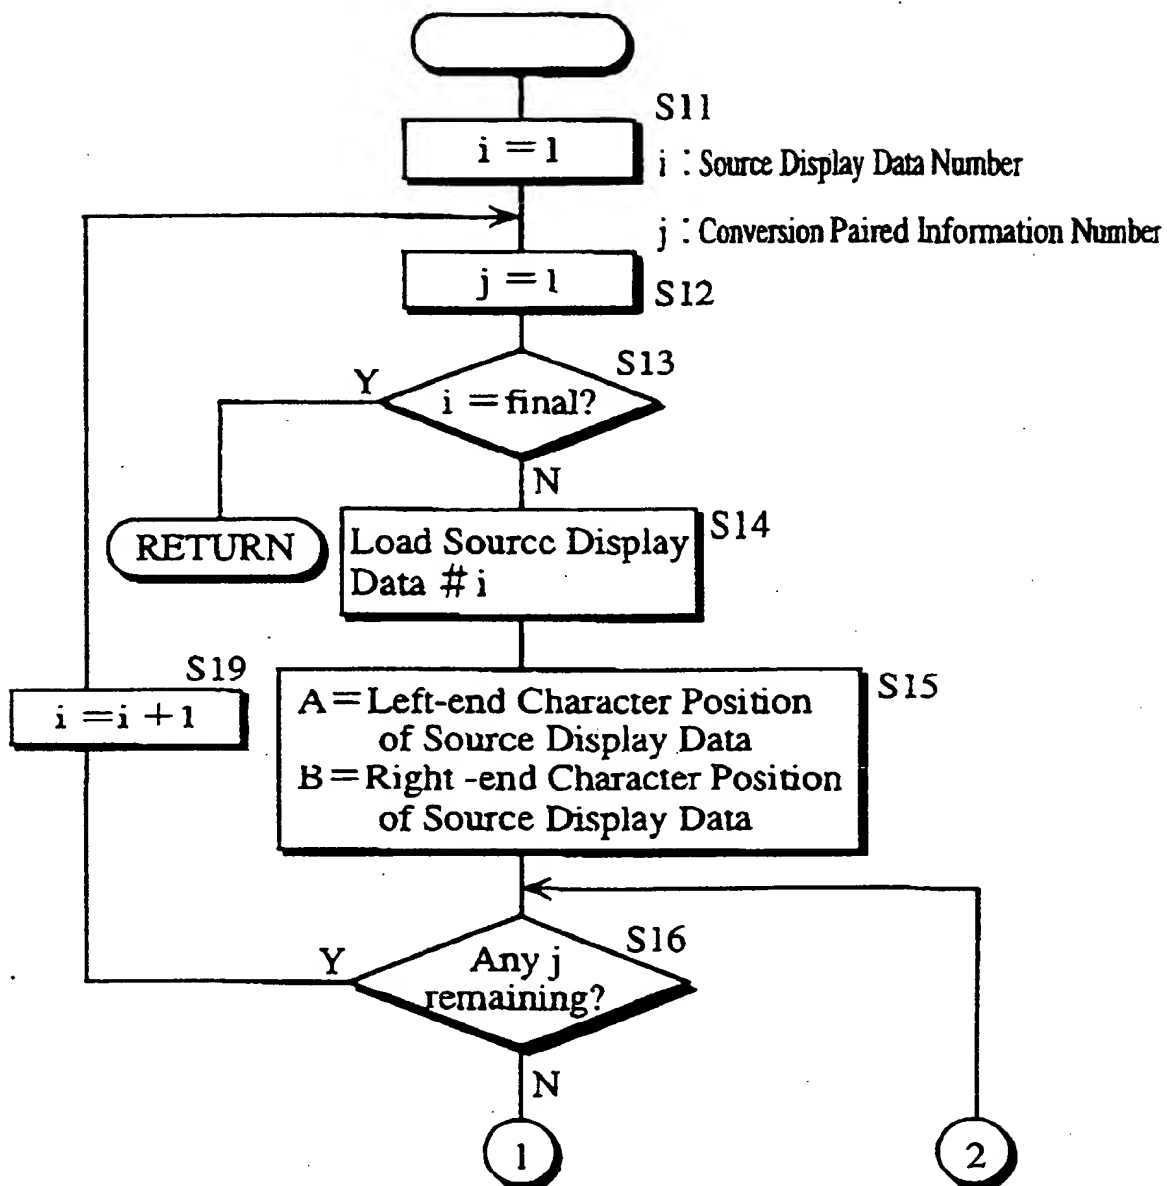 S11
i = 1
i : Source Display Data Number
j : Conversion Paired Information Number
j = 1
S12
S13
Y
i = final?
N
RETURN
S14
Load Source Display
Data # i
S19
i = i + 1
S15
A = Left-end Character Position
of Source Display Data
B = Right -end Character Position
of Source Display Data
S16
Y
Any j
remaining?
N
1
2